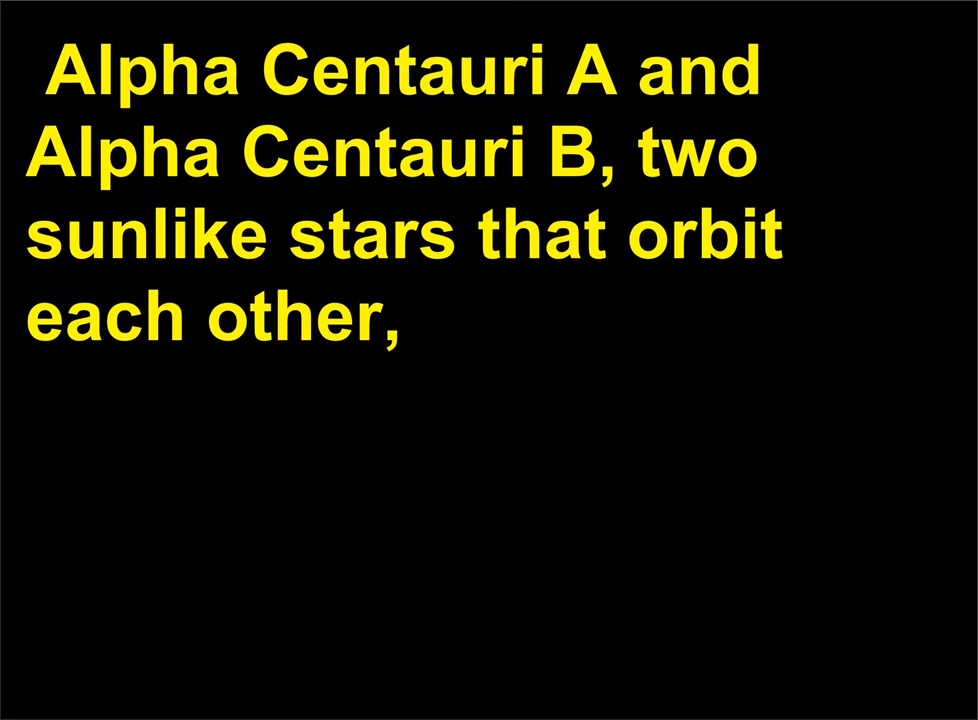 Alpha Centauri A and
Alpha Centauri B, two
sunlike stars that orbit
each other,